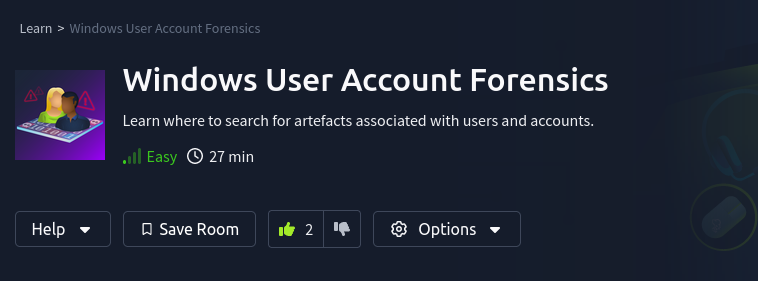 Learn > Windows User Account Forensics
Windows User Account Forensics
Learn where to search for artefacts associated with users and accounts.
Easy 27 min
Help Save Room 2 Options